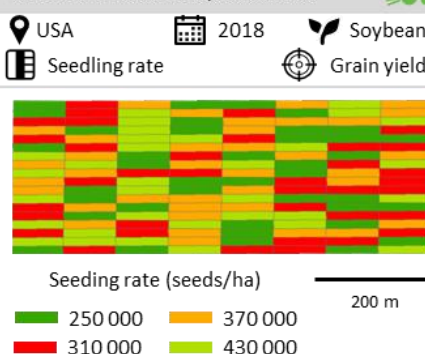 USA 2018 Soybean
Seedling rate Grain yield
Seeding rate (seeds/ha)
200 m
250 000 370 000
310 000 430 000